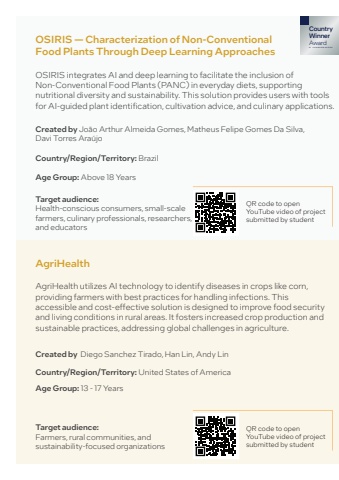 Country
Winner
Award
OSIRIS — Characterization of Non-Conventional
Food Plants Through Deep Learning Approaches
OSIRIS integrates AI and deep learning to facilitate the inclusion of
Non-Conventional Food Plants (PANC) in everyday diets, supporting
nutritional diversity and sustainability. This solution provides users with tools
for AI-guided plant identification, cultivation advice, and culinary applications.
Created by João Arthur Almeida Gomes, Matheus Felipe Gomes Da Silva,
Davi Torres Araújo
Country/Region/Territory: Brazil
Age Group: Above 18 Years
Target audience:
Health-conscious consumers, small-scale
farmers, culinary professionals, researchers,
and educators
QR code to open
YouTube video of project
submitted by student
AgriHealth
AgriHealth utilizes AI technology to identify diseases in crops like corn,
providing farmers with best practices for handling infections. This
accessible and cost-effective solution is designed to improve food security
and living conditions in rural areas. It fosters increased crop production and
sustainable practices, addressing global challenges in agriculture.
Created by Diego Sanchez Tirado, Han Lin, Andy Lin
Country/Region/Territory: United States of America
Age Group: 13 - 17 Years
Target audience:
Farmers, rural communities, and
sustainability-focused organizations
QR code to open
YouTube video of project
submitted by student